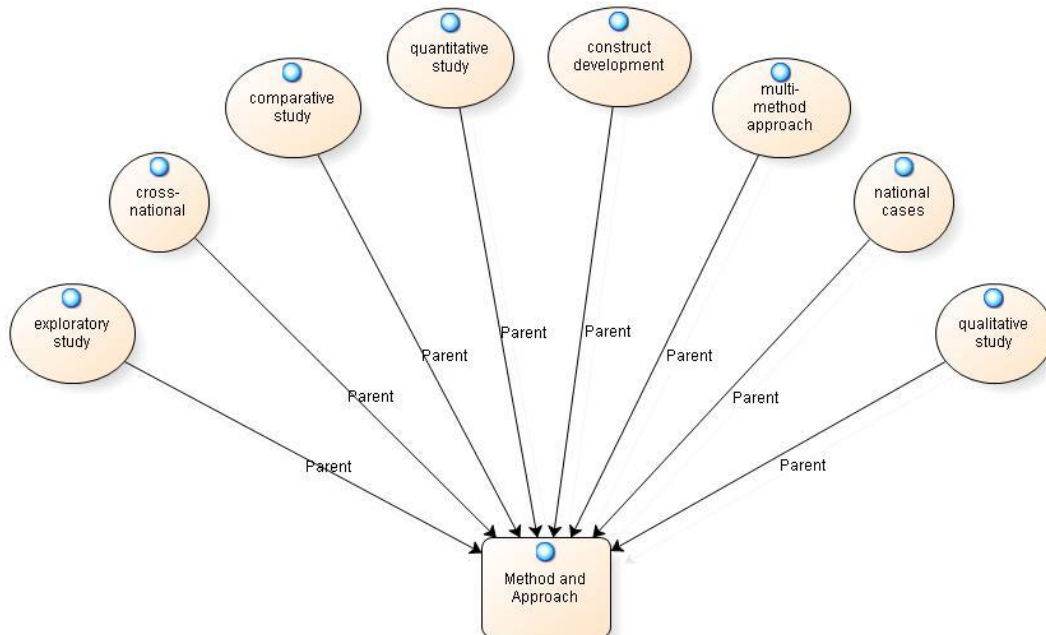 quantitative
study
construct
development
comparative
study
multi-
method
approach
cross-
national
national
cases
exploratory
study
qualitative
study
Parent
Parent
Parent
Parent
Parent
Parent
Parent
Parent
Method and
Approach